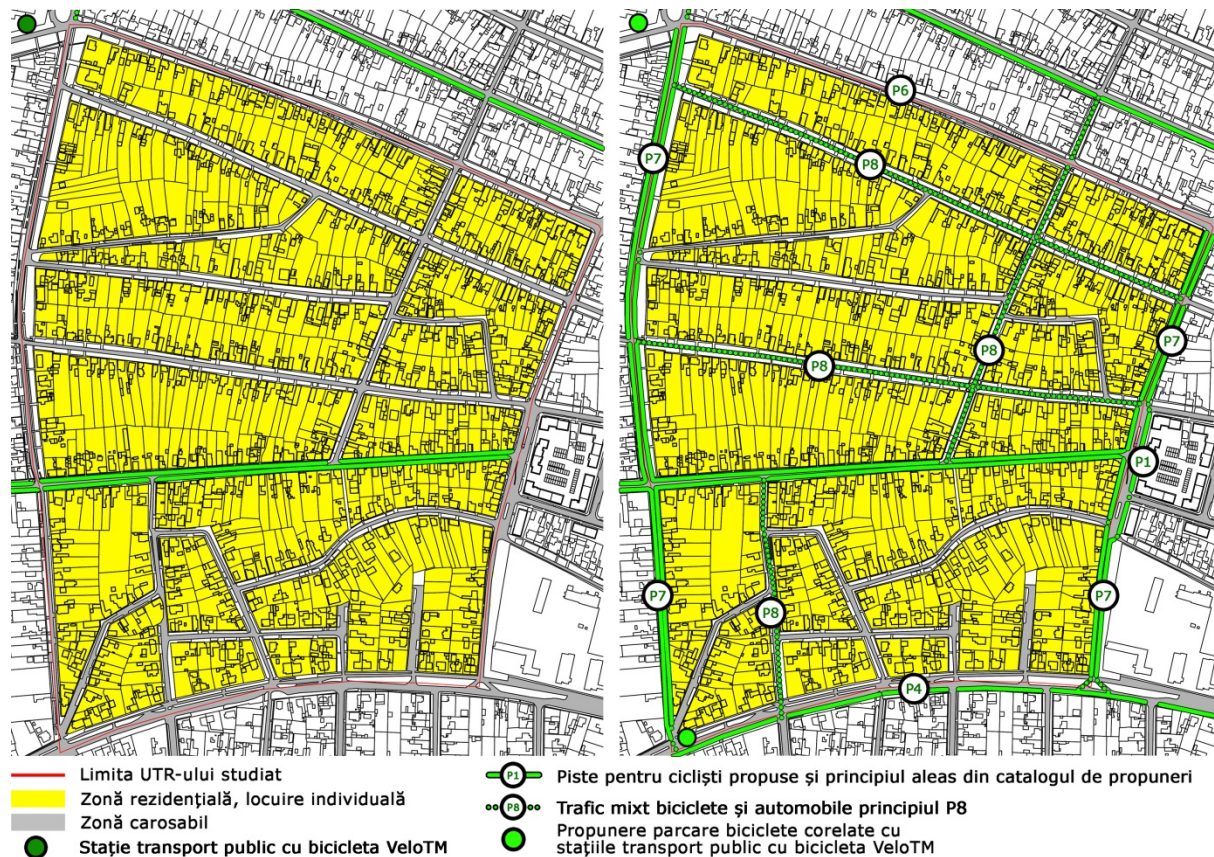 P6
P7
P8
P7
P8
P8
P1
P7
P8
P7
P4
Limita UTR-ului studiat
Zonă rezidențială, locuire individuală
Zonă carosabil
Stație transport public cu bicicleta VeloTM
P1 Piste pentru cicliști propuse și principiul aleas din catalogul de propuneri
P8 Trafic mixt biciclete și automobile principiul P8
Propunere parcare biciclete corelate cu
stațiile transport public cu bicicleta VeloTM